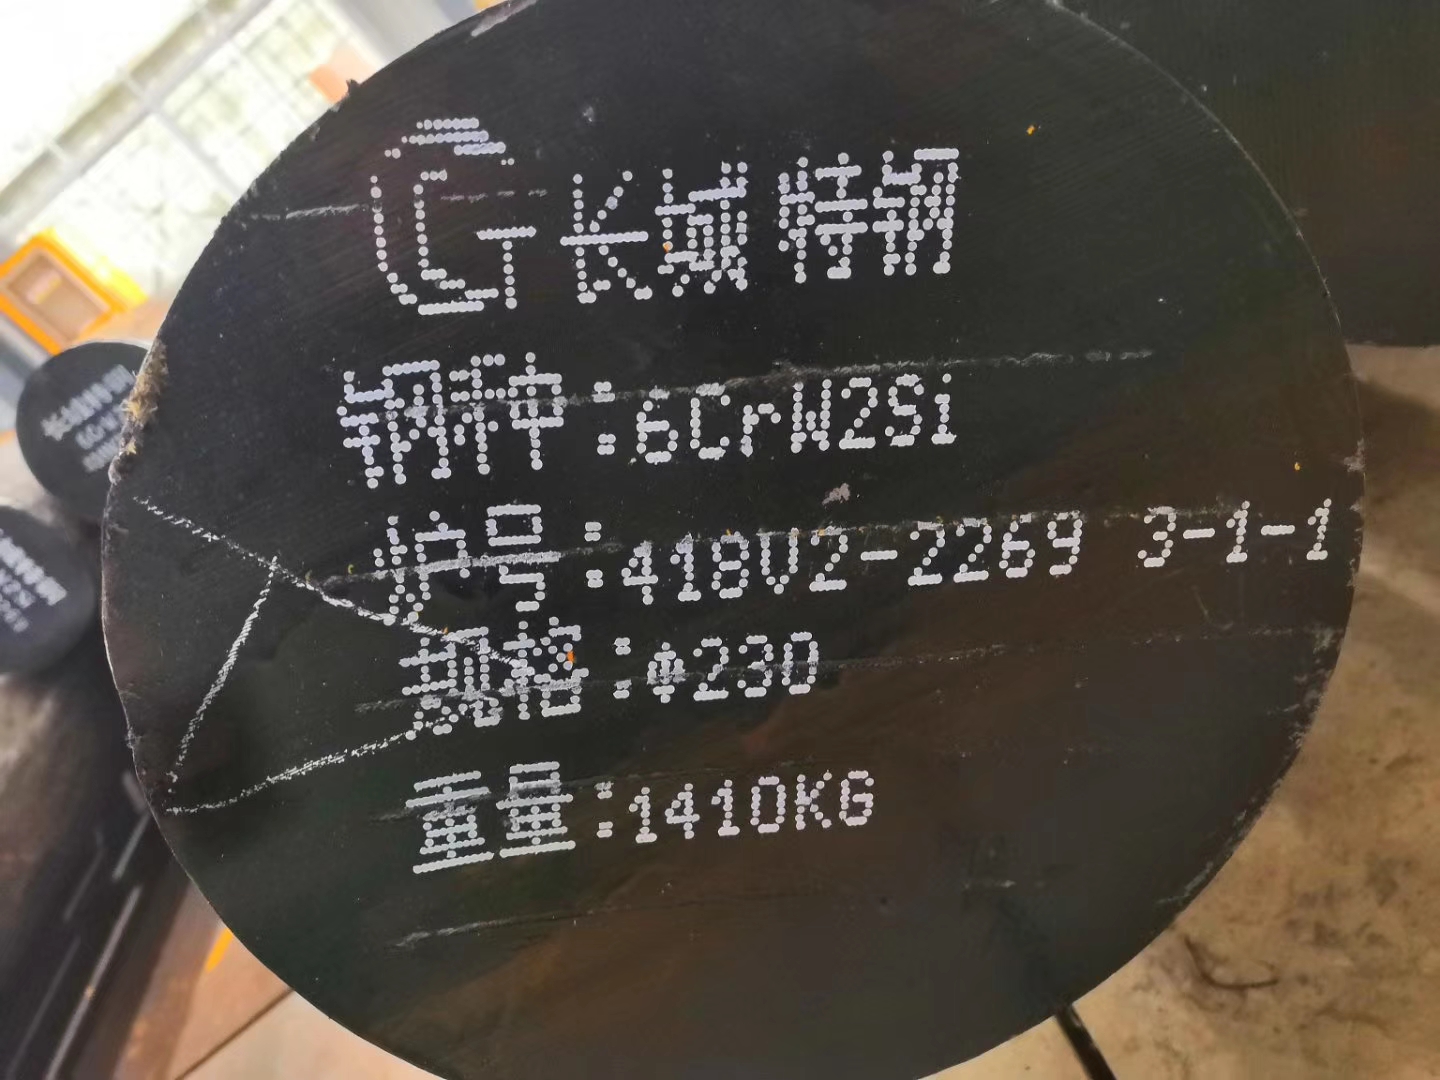 长城特钢
钢种:6CrW2Si
炉号:418V2-2269 3-1-1
规格:Φ230
重量:1410KG